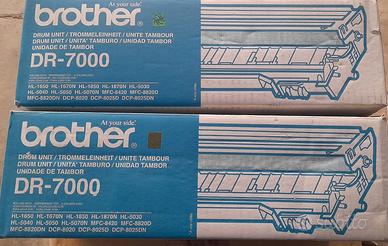 At your side.
brother
DRUM UNIT / TROMMELEINHEIT / UNITE TAMBOUR
DRUM UNIT / UNITA' TAMBURO / UNIDADE TAMBOR
UNIDAD DE TAMBOR
DR-7000
HL-1650 HL-1670N HL-1850 HL-1870N HL-5030
HL-5040 HL-5050 HL-5070N MFC-8420 MFC-8820D
MFC-8820DN DCP-8020 DCP-8025D DCP-8025DN
At your side.
brother
DRUM UNIT / TROMMELEINHEIT / UNITE TAMBOUR
DRUM UNIT / UNITA' TAMBURO / UNIDADE TAMBOR
UNIDAD DE TAMBOR
DR-7000
HL-1650 HL-1670N HL-1850 HL-1870N HL-5030
HL-5040 HL-5050 HL-5070N MFC-8420 MFC-8820D
MFC-8820DN DCP-8020 DCP-8025D DCP-8025DN
subito